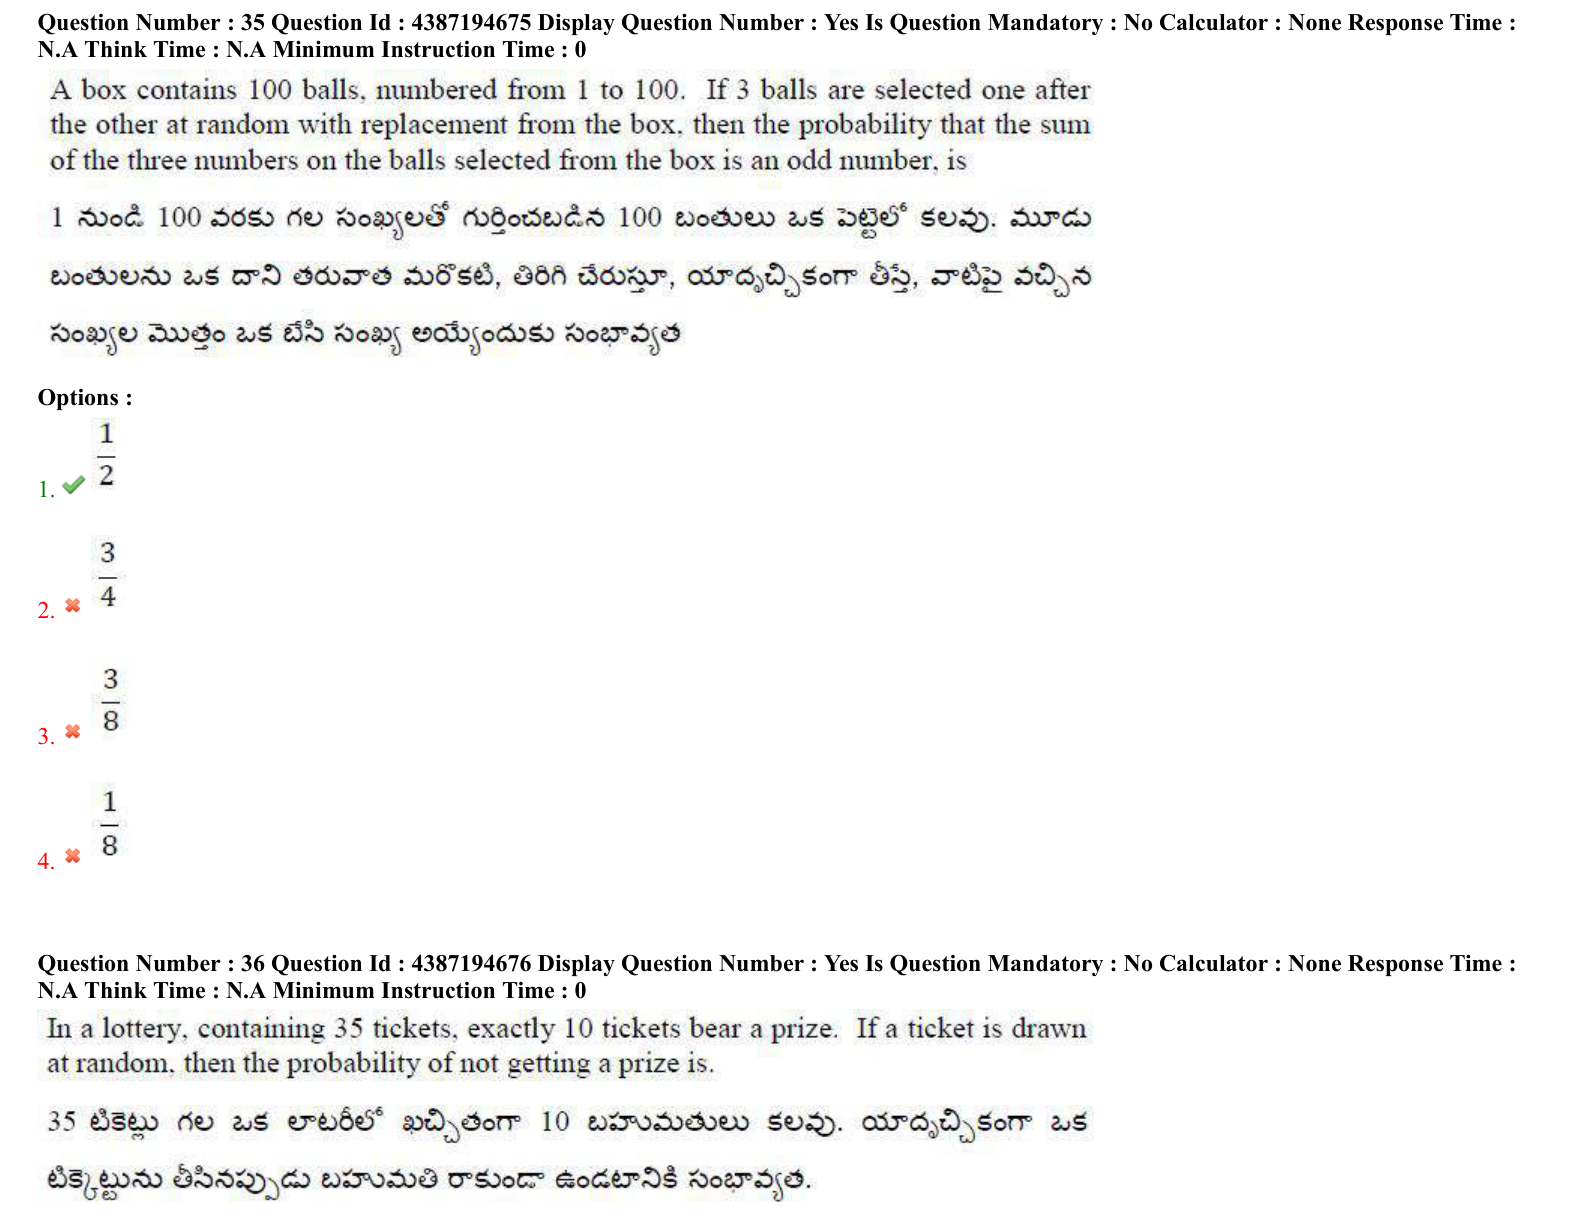 Question Number : 35 Question Id : 4387194675 Display Question Number : Yes Is Question Mandatory : No Calculator : None Response Time :
N.A Think Time : N.A Minimum Instruction Time : 0
A box contains 100 balls, numbered from 1 to 100. If 3 balls are selected one after
the other at random with replacement from the box, then the probability that the sum
of the three numbers on the balls selected from the box is an odd number, is
1 నుండి 100 వరకు గల సంఖ్యలతో గుర్తించబడిన 100 బంతులు ఒక పెట్టెలో కలవు. మూడు
బంతులను ఒక దాని తరువాత మరొకటి, తిరిగి చేరుస్తూ, యాదృచ్ఛికంగా తీస్తే, వాటిపై వచ్చిన
సంఖ్యల మొత్తం ఒక బేసి సంఖ్య అయ్యేందుకు సంభావ్యత
Options :
1
2
1.
3
4
2.
3
8
3.
1
8
4.
Question Number : 36 Question Id : 4387194676 Display Question Number : Yes Is Question Mandatory : No Calculator : None Response Time :
N.A Think Time : N.A Minimum Instruction Time : 0
In a lottery, containing 35 tickets, exactly 10 tickets bear a prize. If a ticket is drawn
at random, then the probability of not getting a prize is.
35 టికెట్లు గల ఒక లాటరీలో ఖచ్చితంగా 10 బహుమతులు కలవు. యాదృచ్ఛికంగా ఒక
టిక్కెట్టును తీసినప్పుడు బహుమతి రాకుండా ఉండటానికి సంభావ్యత.